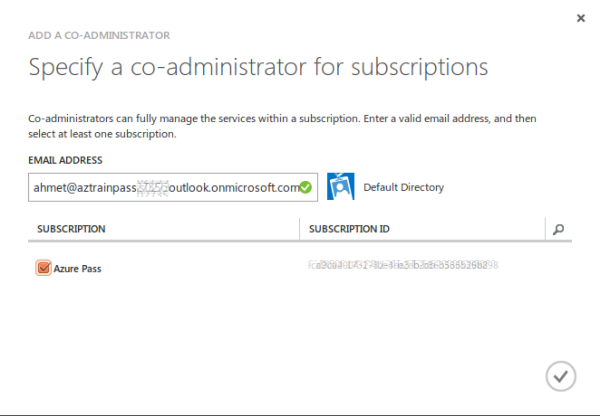 ADD A CO-ADMINISTRATOR
Specify a co-administrator for subscriptions
Co-administrators can fully manage the services within a subscription. Enter a valid email address, and then
select at least one subscription.
EMAIL ADDRESS
ahmet@aztrainpass outlook.onmicrosoft.com Default Directory
SUBSCRIPTION SUBSCRIPTION ID
Azure Pass